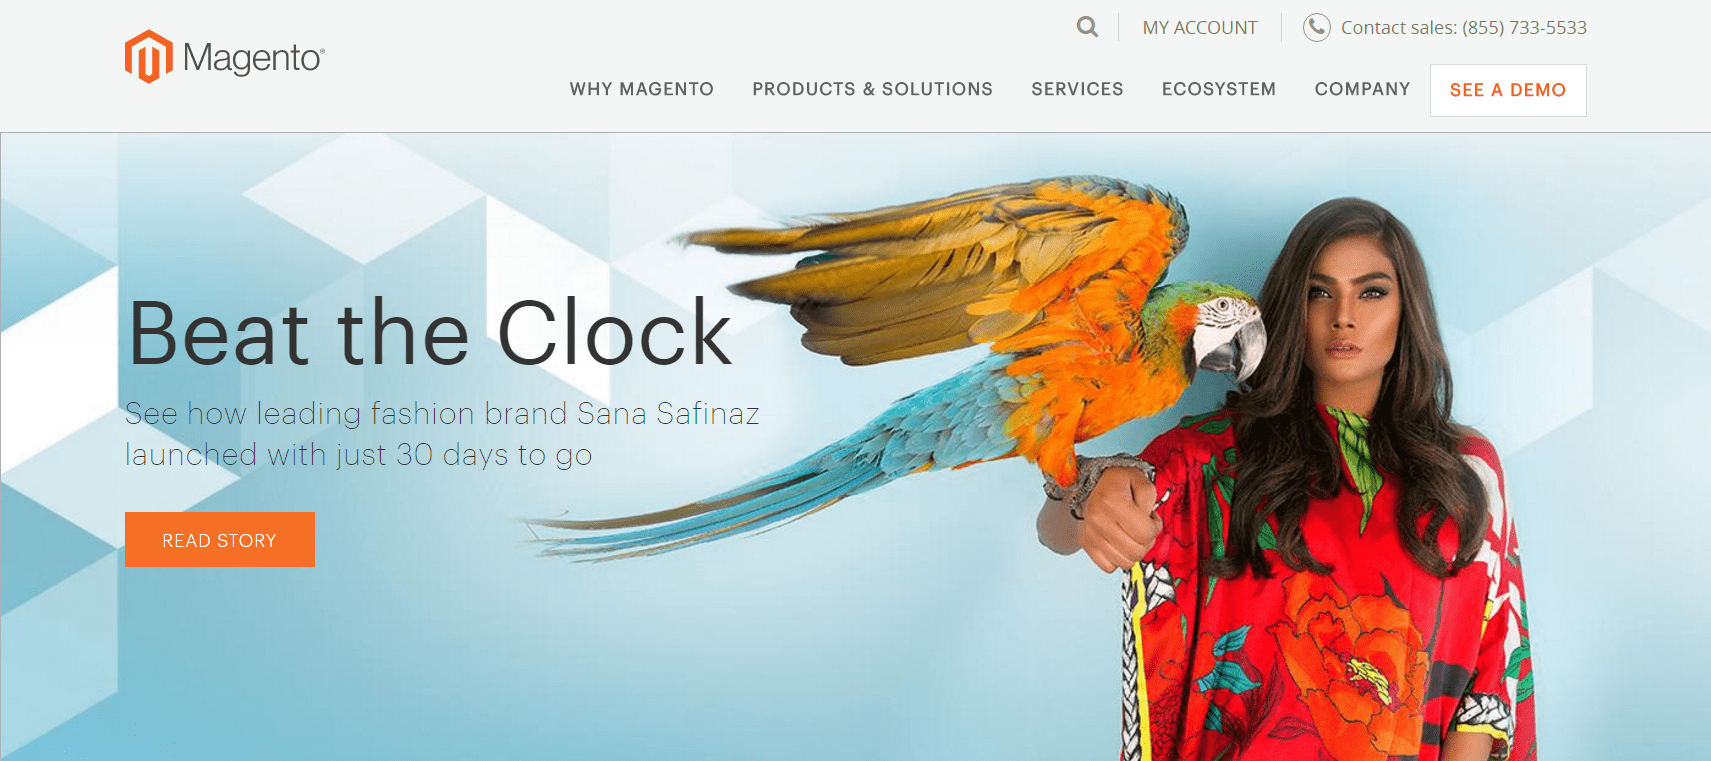 Magento®
MY ACCOUNT
Contact sales: (855) 733-5533
WHY MAGENTO
PRODUCTS & SOLUTIONS
SERVICES
ECOSYSTEM
COMPANY
SEE A DEMO
Beat the Clock
See how leading fashion brand Sana Safinaz
launched with just 30 days to go
READ STORY